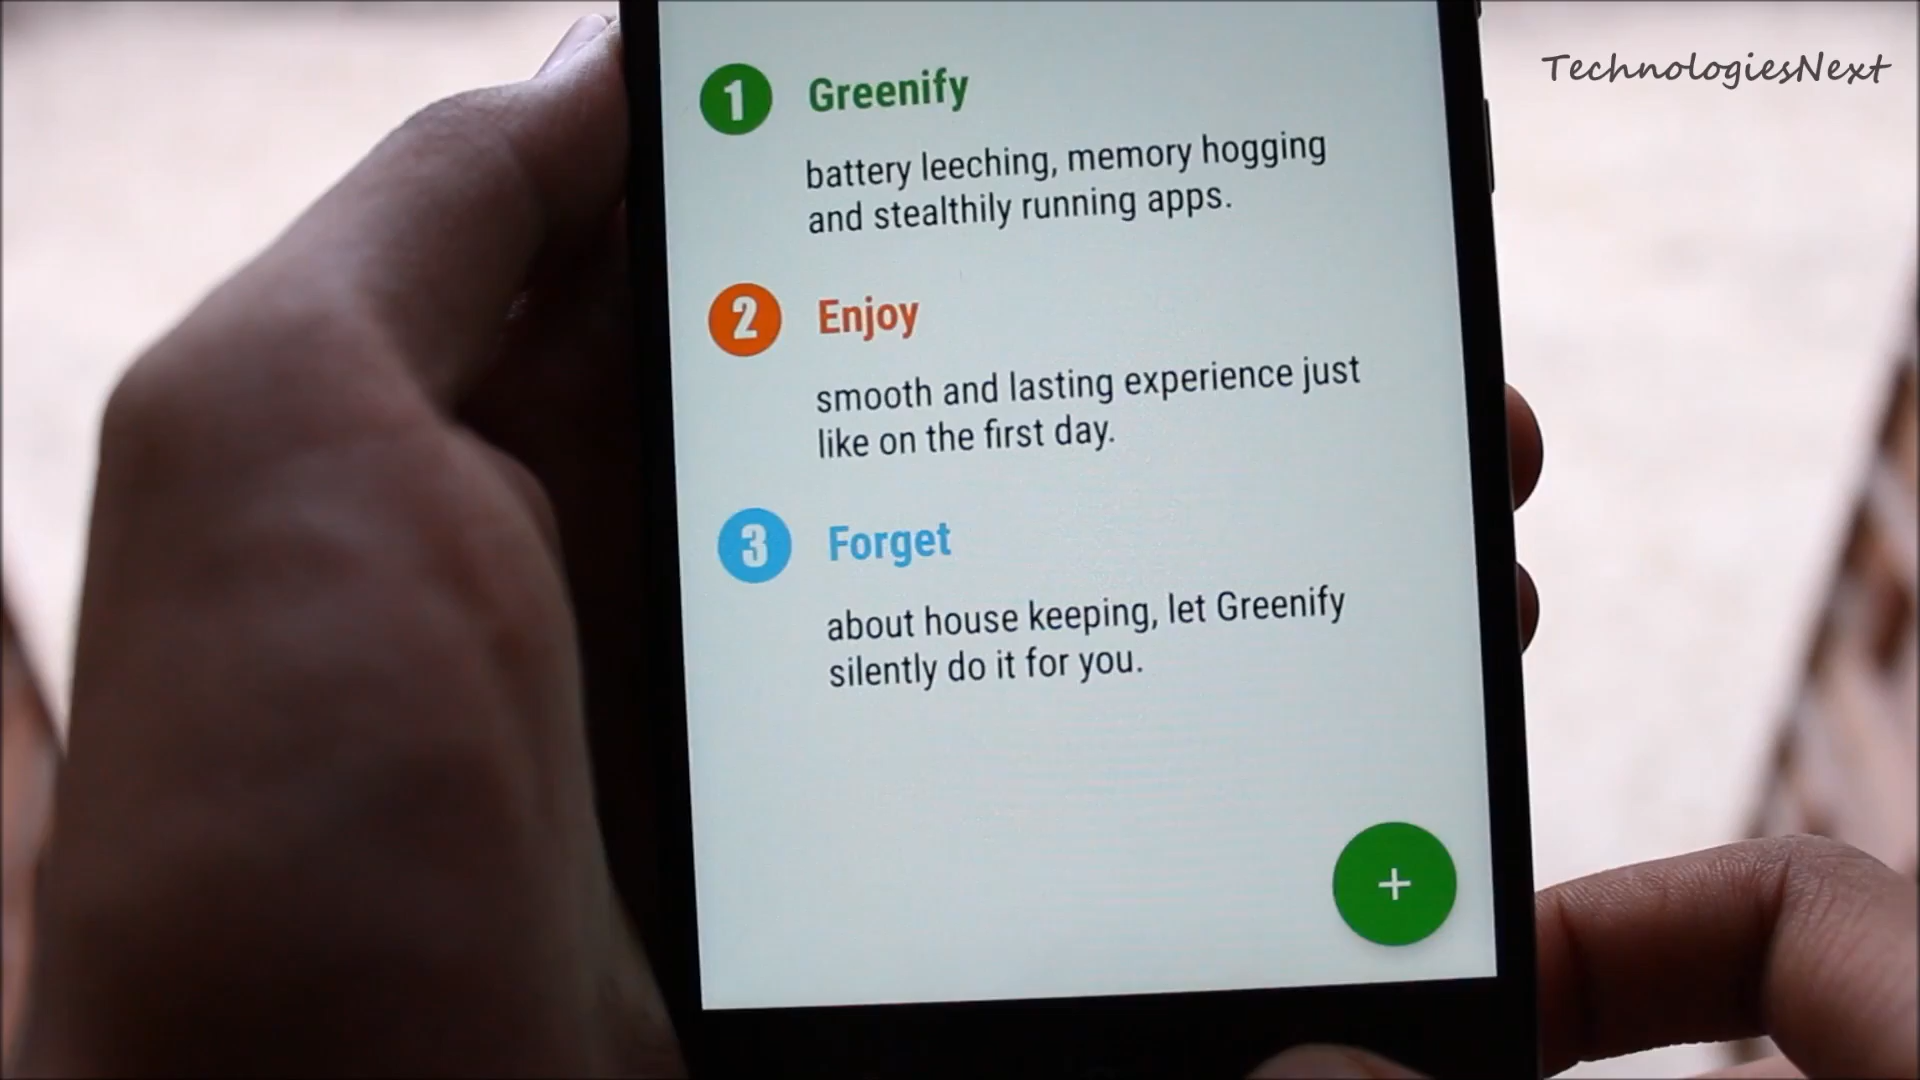 TechnologiesNext
1 Greenify
battery leeching, memory hogging
and stealthily running apps.
2 Enjoy
smooth and lasting experience just
like on the first day.
3 Forget
about house keeping, let Greenify
silently do it for you.
+